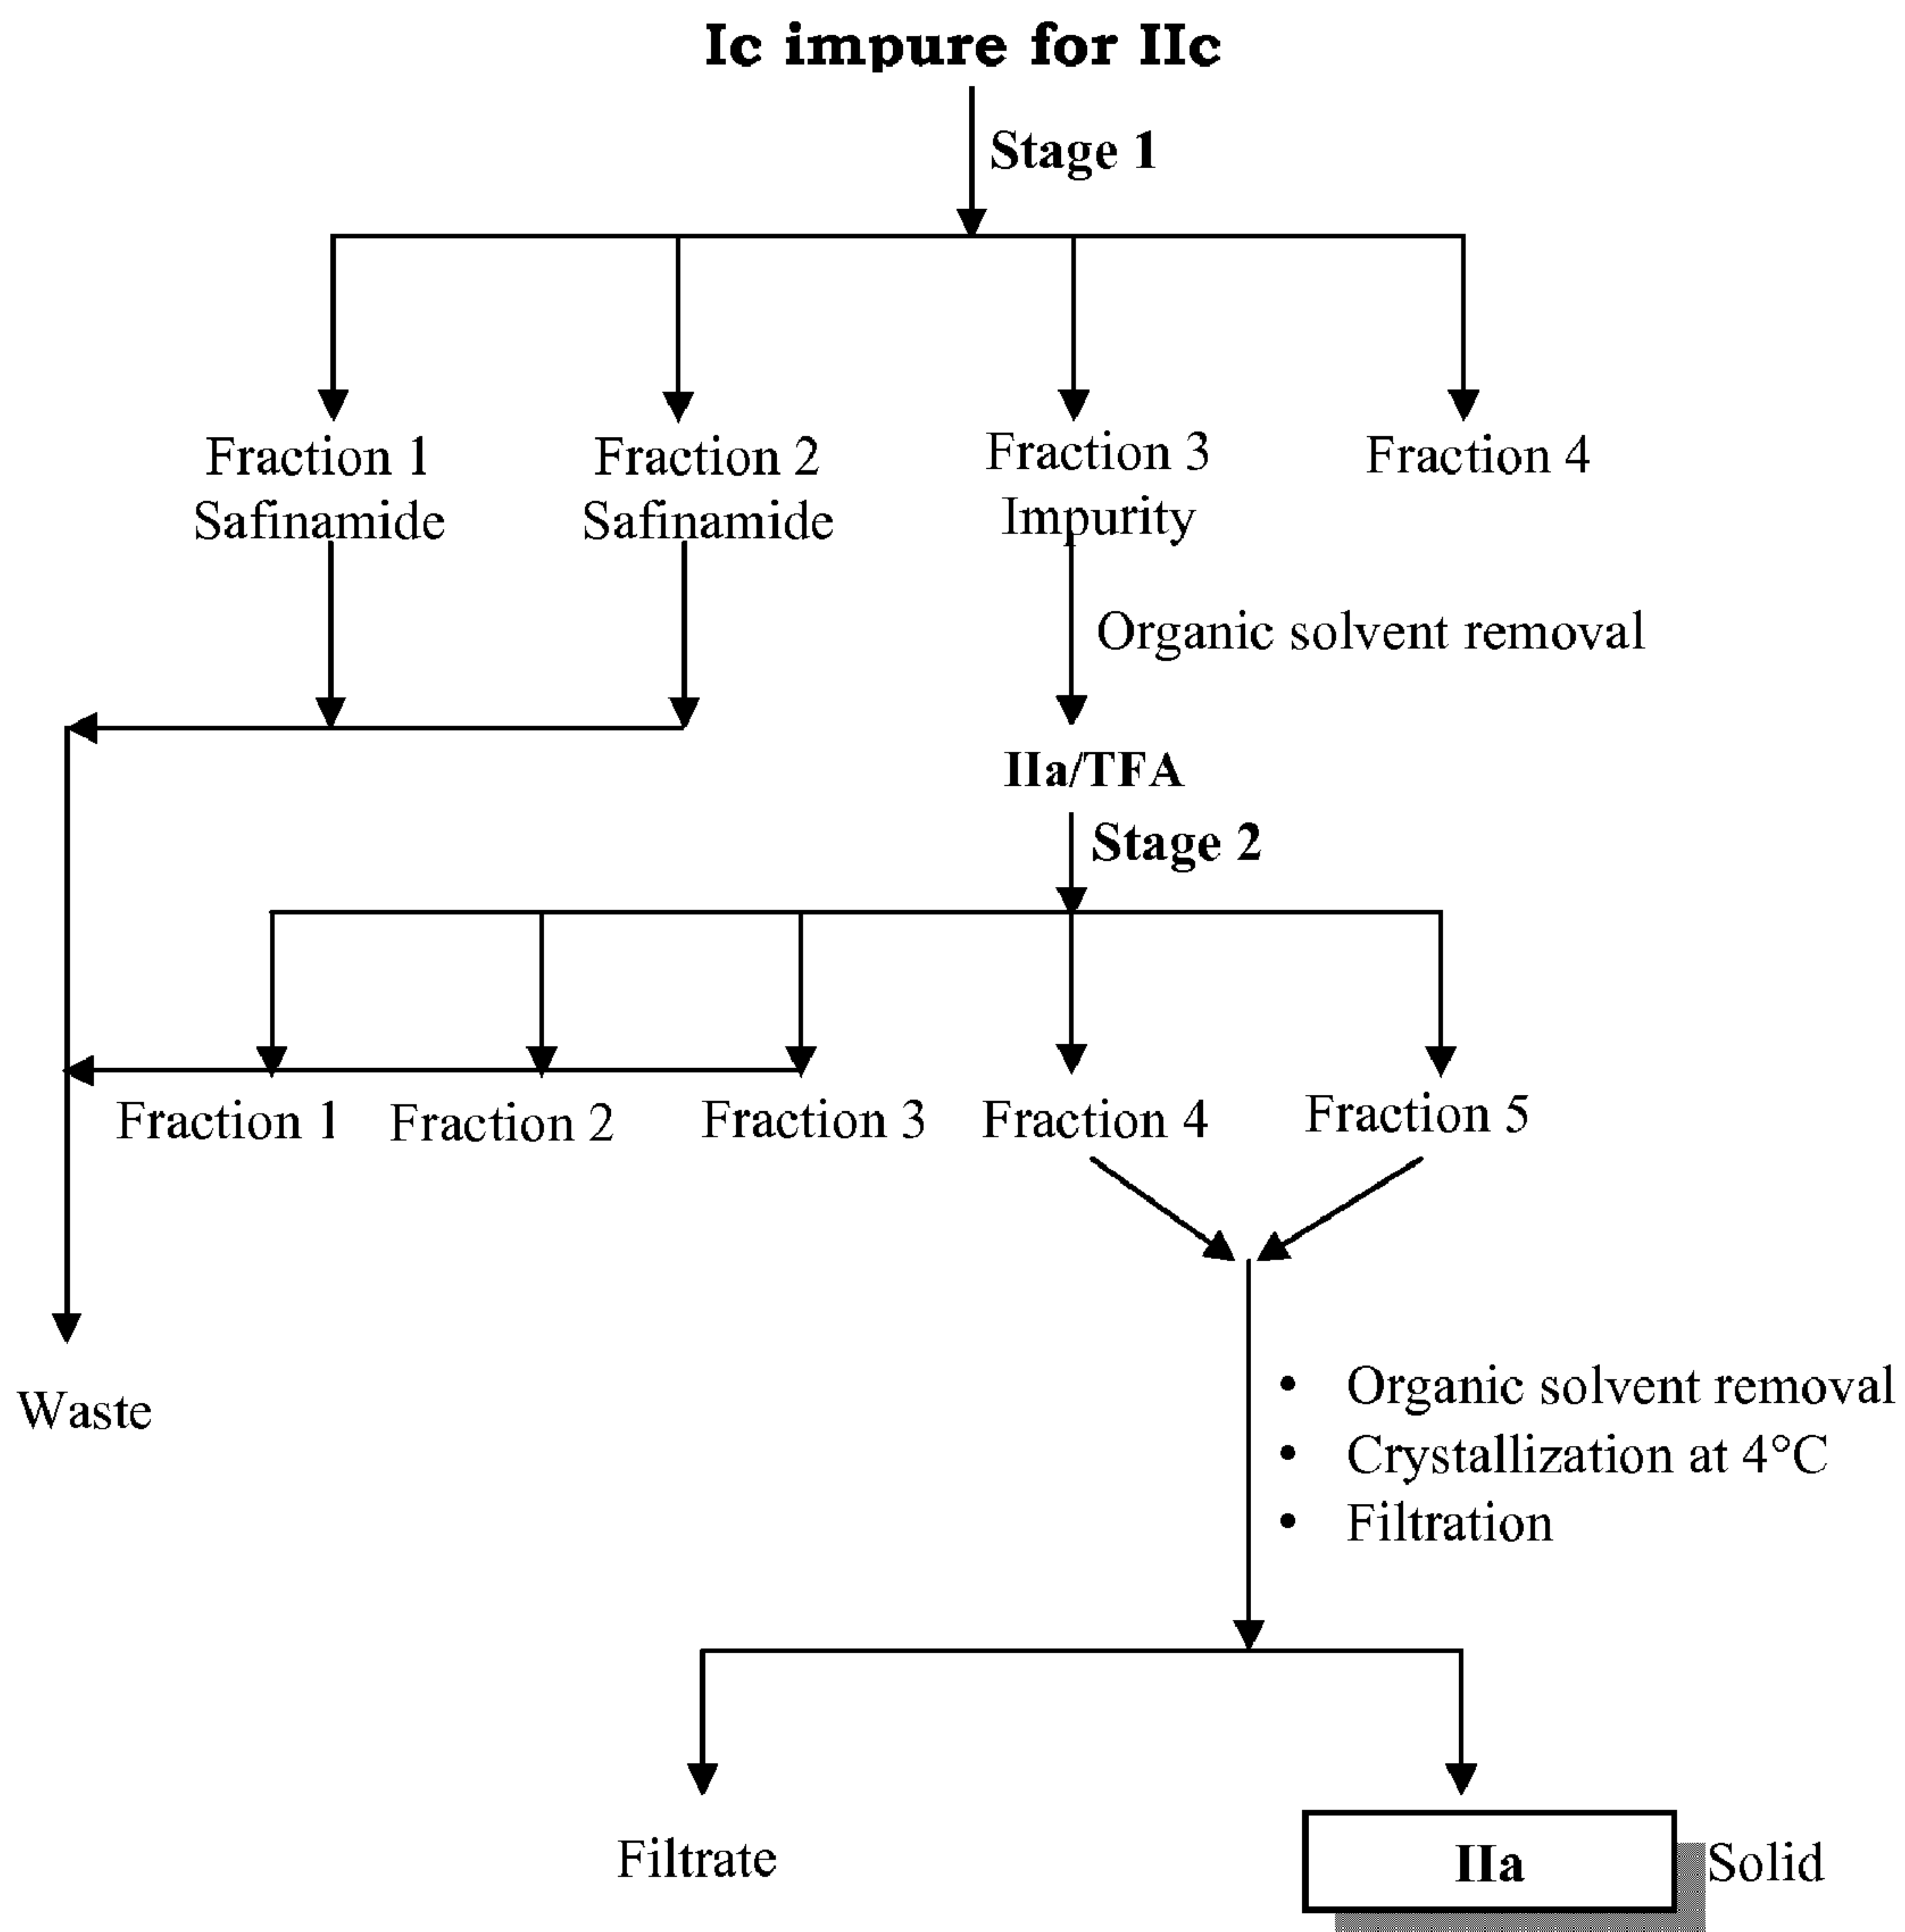 Ic impure for IIc
Stage 1
Fraction 1
Safinamide
Fraction 2
Safinamide
Fraction 3
Impurity
Fraction 4
Organic solvent removal
IIa/TFA
Stage 2
Fraction 1
Fraction 2
Fraction 3
Fraction 4
Fraction 5
Waste
• Organic solvent removal
• Crystallization at 4°C
• Filtration
Filtrate
IIa
Solid